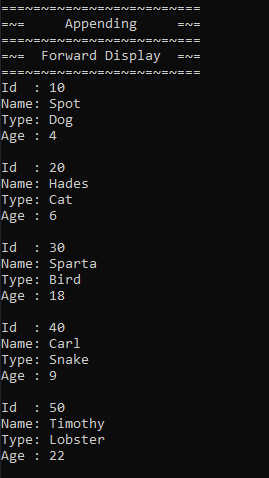 =~=~=~=~=~=~=~=~=~=~=~=~=
=~=     Appending     =~=
=~=~=~=~=~=~=~=~=~=~=~=~=
=~=  Forward Display  =~=
=~=~=~=~=~=~=~=~=~=~=~=~=
Id  : 10
Name: Spot
Type: Dog
Age : 4
Id  : 20
Name: Hades
Type: Cat
Age : 6
Id  : 30
Name: Sparta
Type: Bird
Age : 18
Id  : 40
Name: Carl
Type: Snake
Age : 9
Id  : 50
Name: Timothy
Type: Lobster
Age : 22